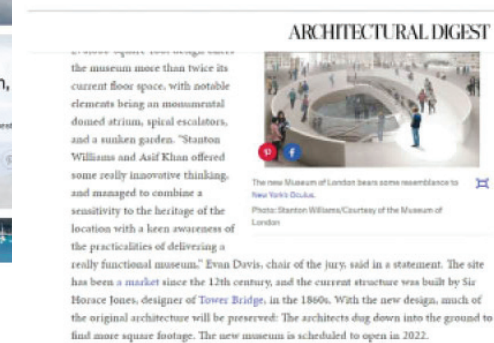 ARCHITECTURAL DIGEST
the museum more than twice its
current floor space, with notable
elements being an monumental
domed atrium, spiral escalators,
and a sunken garden. "Stanton
Williams and Asif Khan offered
some really innovative thinking,
and managed to combine a
sensitivity to the heritage of the
location with a keen awareness of
the practicalities of delivering a
really functional museum," Evan Davis, chair of the jury, said in a statement. The site
has been a market since the 12th century, and the current structure was built by Sir
Horace Jones, designer of Tower Bridge, in the 1860s. With the new design, much of
the original architecture will be preserved: The architects dug down into the ground to
find more square footage. The new museum is scheduled to open in 2022.
The new Museum of London bears some resemblance to
New York's Oculus.
Photo: Stanton Williams/Courtesy of the Museum of
London